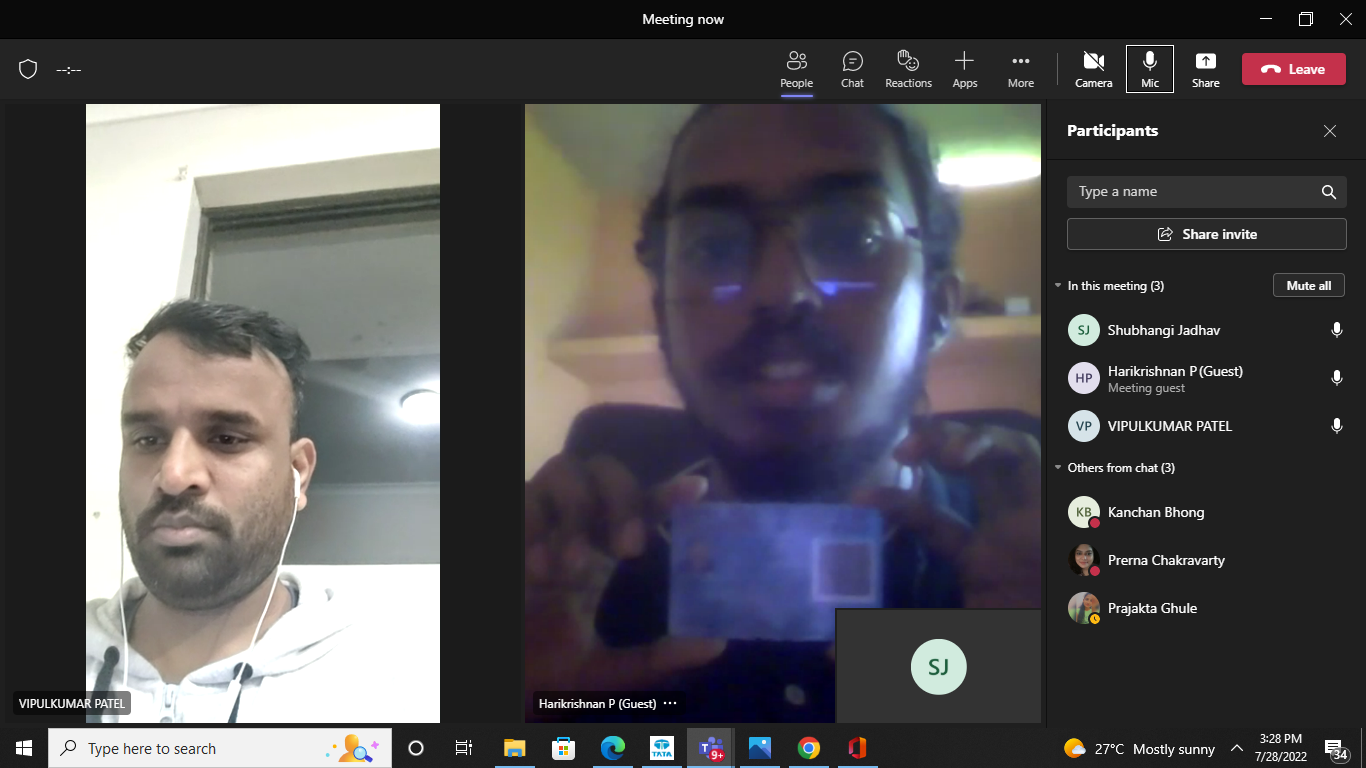 Meeting now
--:--
People
Chat
Reactions
Apps
More
Camera
Mic
Share
Leave
Participants
Type a name
Share invite
In this meeting (3)
Mute all
SJ
Shubhangi Jadhav
HP
Harikrishnan P (Guest)
Meeting guest
VP
VIPULKUMAR PATEL
Others from chat (3)
KB
Kanchan Bhong
Prerna Chakravarty
Prajakta Ghule
VIPULKUMAR PATEL
Harikrishnan P (Guest) ···
SJ
Type here to search
TATA
9+
27°C Mostly sunny
3:28 PM
7/28/2022
34